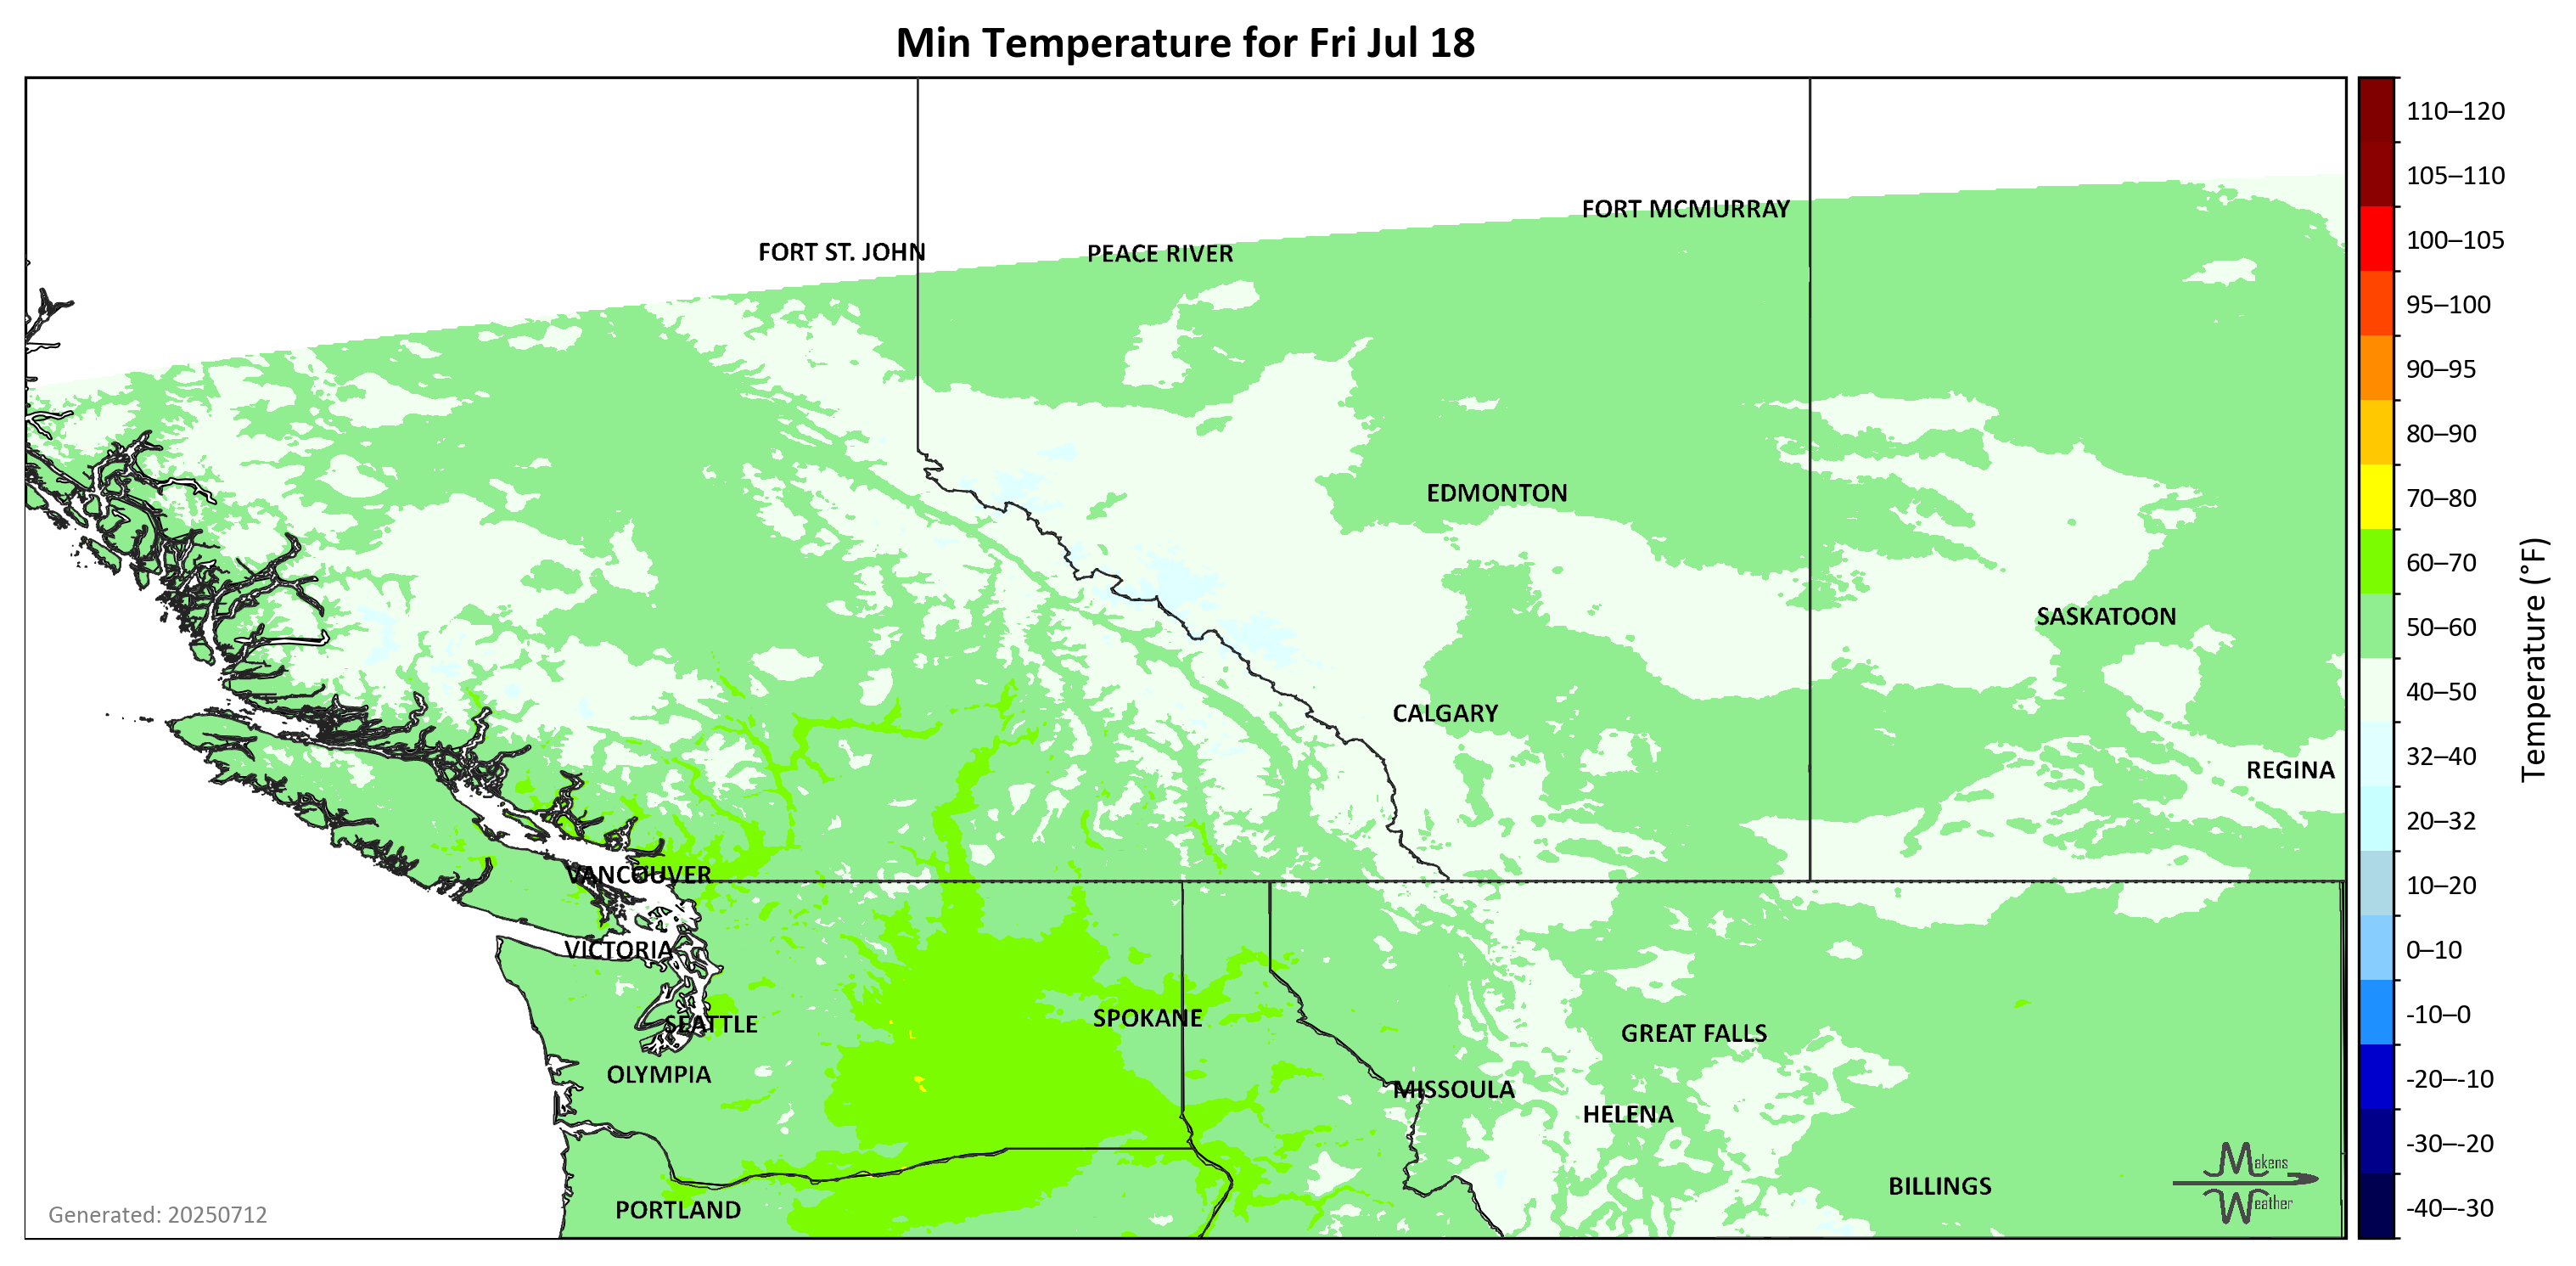 Min Temperature for Fri Jul 18
110–120
105–110
FORT MCMURRAY
100–105
FORT ST. JOHN
PEACE RIVER
95–100
90–95
80–90
EDMONTON
70–80
60–70
SASKATOON
50–60
Temperature (°F)
40–50
CALGARY
REGINA
32–40
20–32
VANCOUVER
10–20
VICTORIA
0–10
SPOKANE
-10–0
SEATTLE
GREAT FALLS
OLYMPIA
-20–-10
MISSOULA
HELENA
-30–-20
Makens
Weather
BILLINGS
PORTLAND
-40–-30
Generated: 20250712